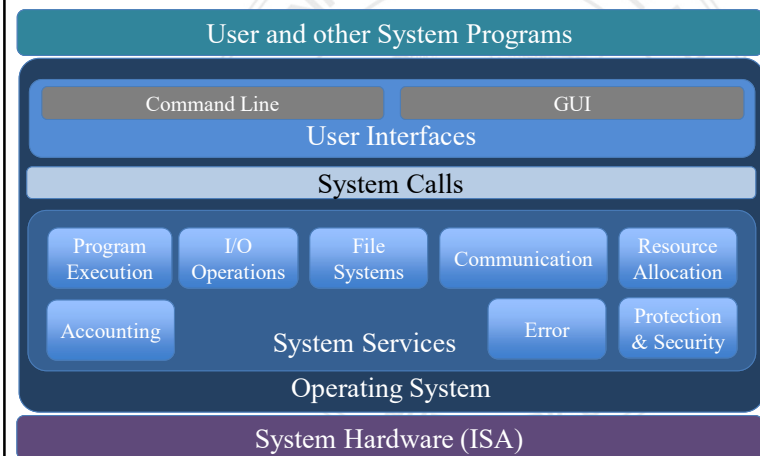 User and other System Programs
Command Line
GUI
User Interfaces
System Calls
Program
Execution
I/O
Operations
File
Systems
Communication
Resource
Allocation
Accounting
System Services
Error
Protection
& Security
Operating System
System Hardware (ISA)